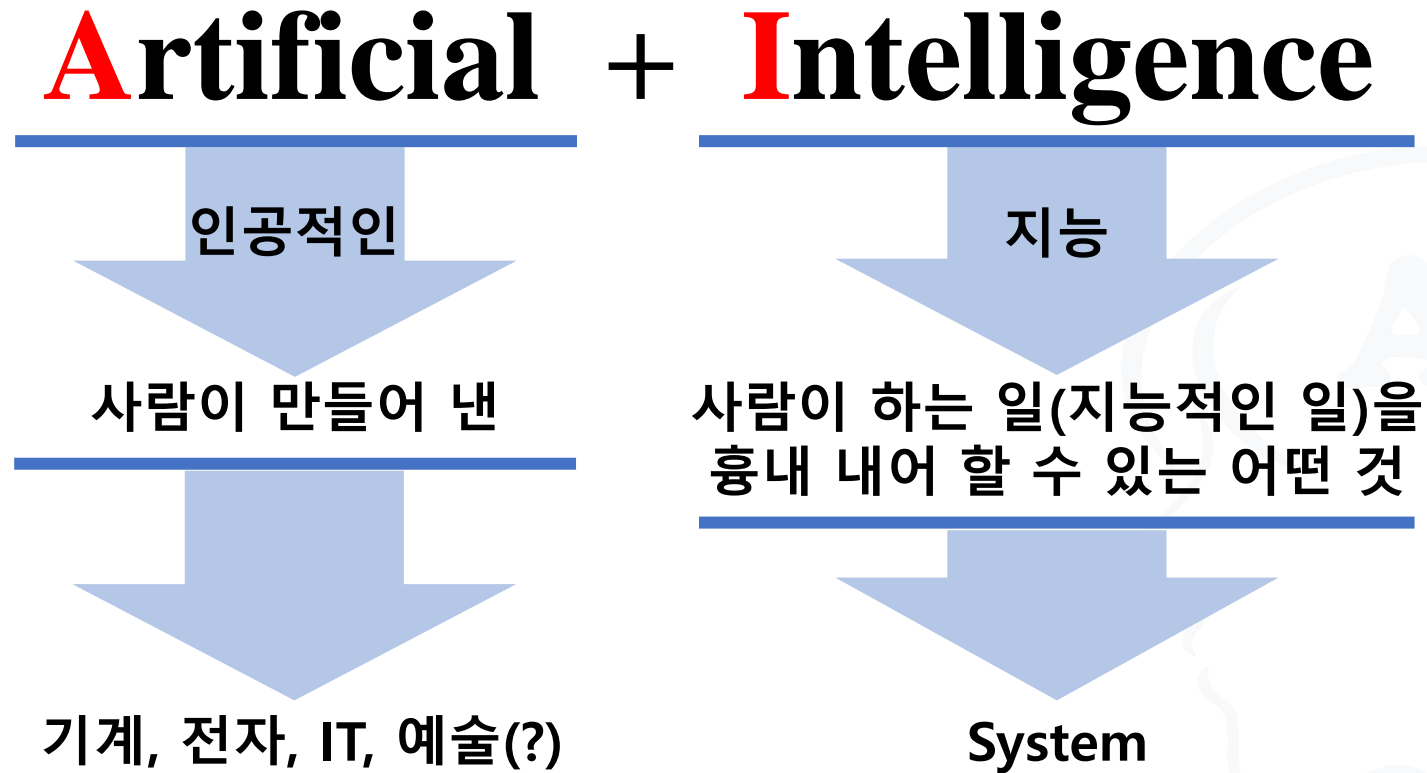 Artificial + Intelligence
인공적인
지능
사람이 만들어 낸
사람이 하는 일(지능적인 일)을
흉내 내어 할 수 있는 어떤 것
기계, 전자, IT, 예술(?)
System